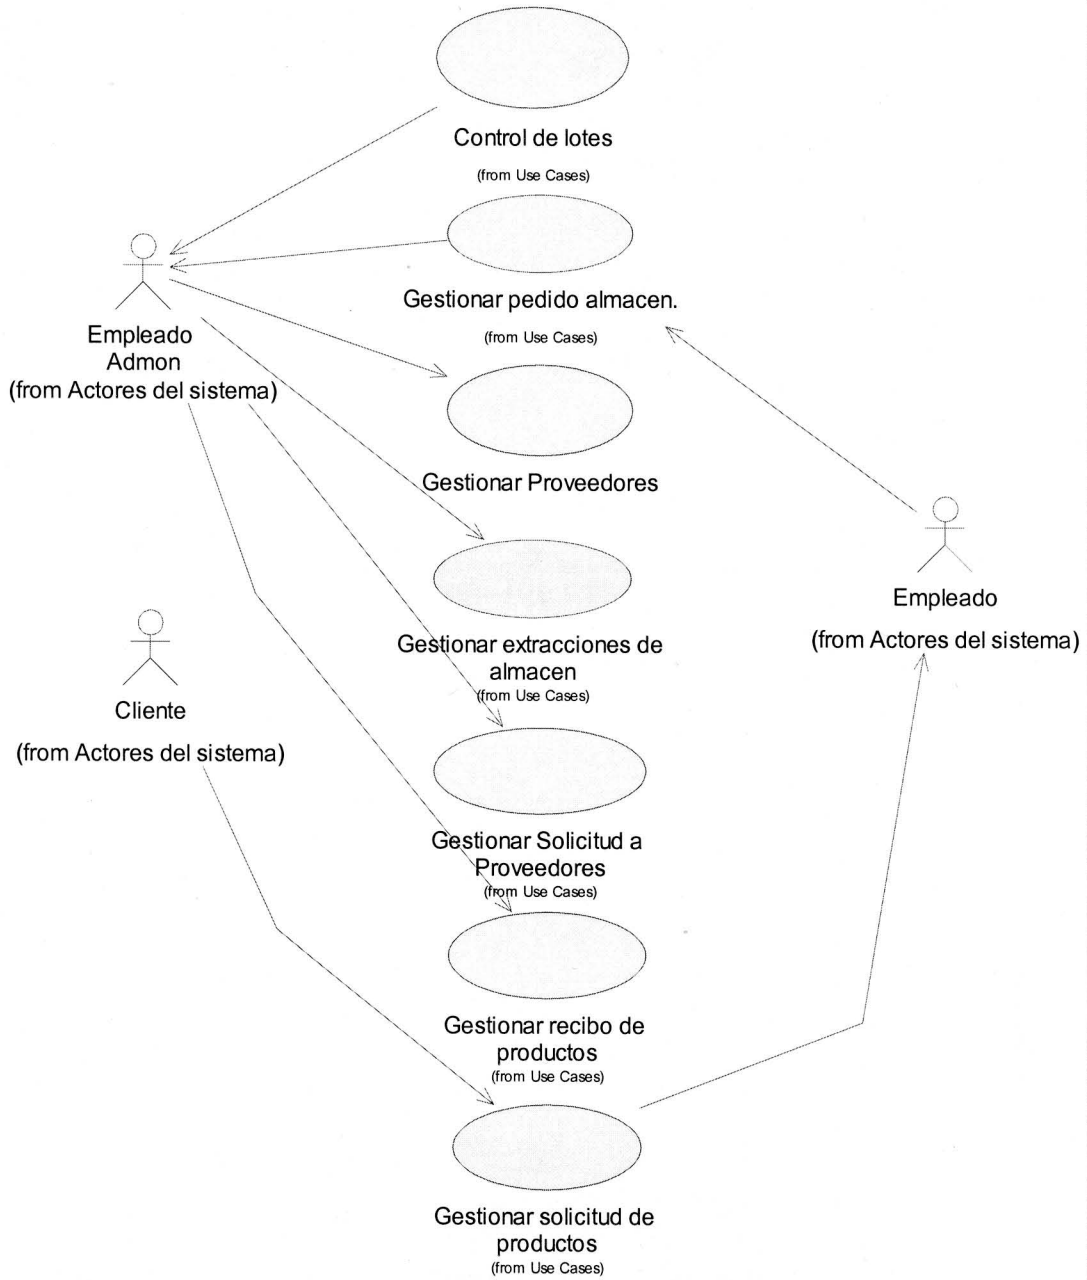 Control de lotes
(from Use Cases)
Gestionar pedido almacen.
(from Use Cases)
Empleado
Admon
(from Actores del sistema)
Gestionar Proveedores
Empleado
(from Actores del sistema)
Gestionar extracciones de
almacen
(from Use Cases)
Cliente
(from Actores del sistema)
Gestionar Solicitud a
Proveedores
(from Use Cases)
Gestionar recibo de
productos
(from Use Cases)
Gestionar solicitud de
productos
(from Use Cases)